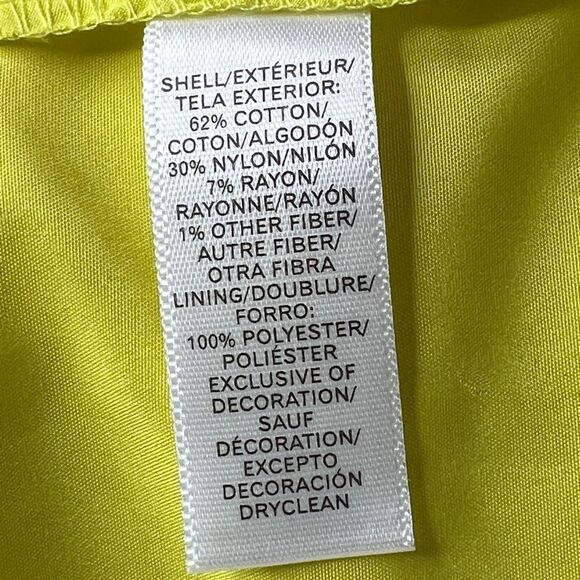 SHELL/EXTÉRIEUR/
TELA EXTERIOR:
62% COTTON/
COTON/ALGODÓN
30% NYLON/NILÓN
7% RAYON/
RAYONNE/RAYÓN
1% OTHER FIBER/
AUTRE FIBER/
OTRA FIBRA
LINING/DOUBLURE/
FORRO:
100% POLYESTER/
POLIÉSTER
EXCLUSIVE OF
DECORATION/
SAUF
DÉCORATION/
EXCEPTO
DECORACIÓN
DRYCLEAN